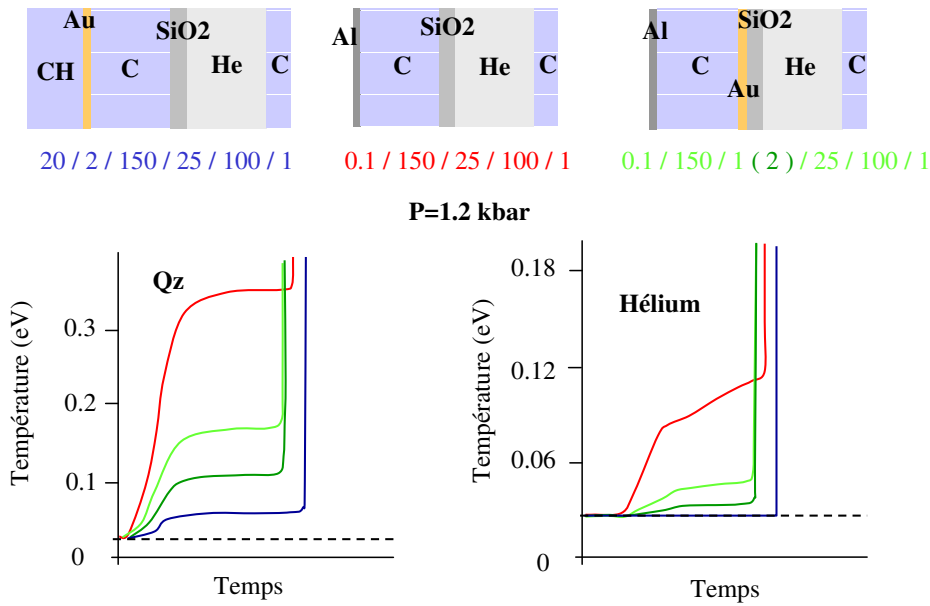 Au
SiO2
CH
C
He
C
Al
SiO2
C
He
C
Al
SiO2
C
He
C
Au
20 / 2 / 150 / 25 / 100 / 1
0.1 / 150 / 25 / 100 / 1
0.1 / 150 / 1 ( 2 ) / 25 / 100 / 1
P=1.2 kbar
Qz
Température (eV)
0.3
0.2
0.1
0
Temps
Hélium
Température (eV)
0.18
0.12
0.06
0
Temps